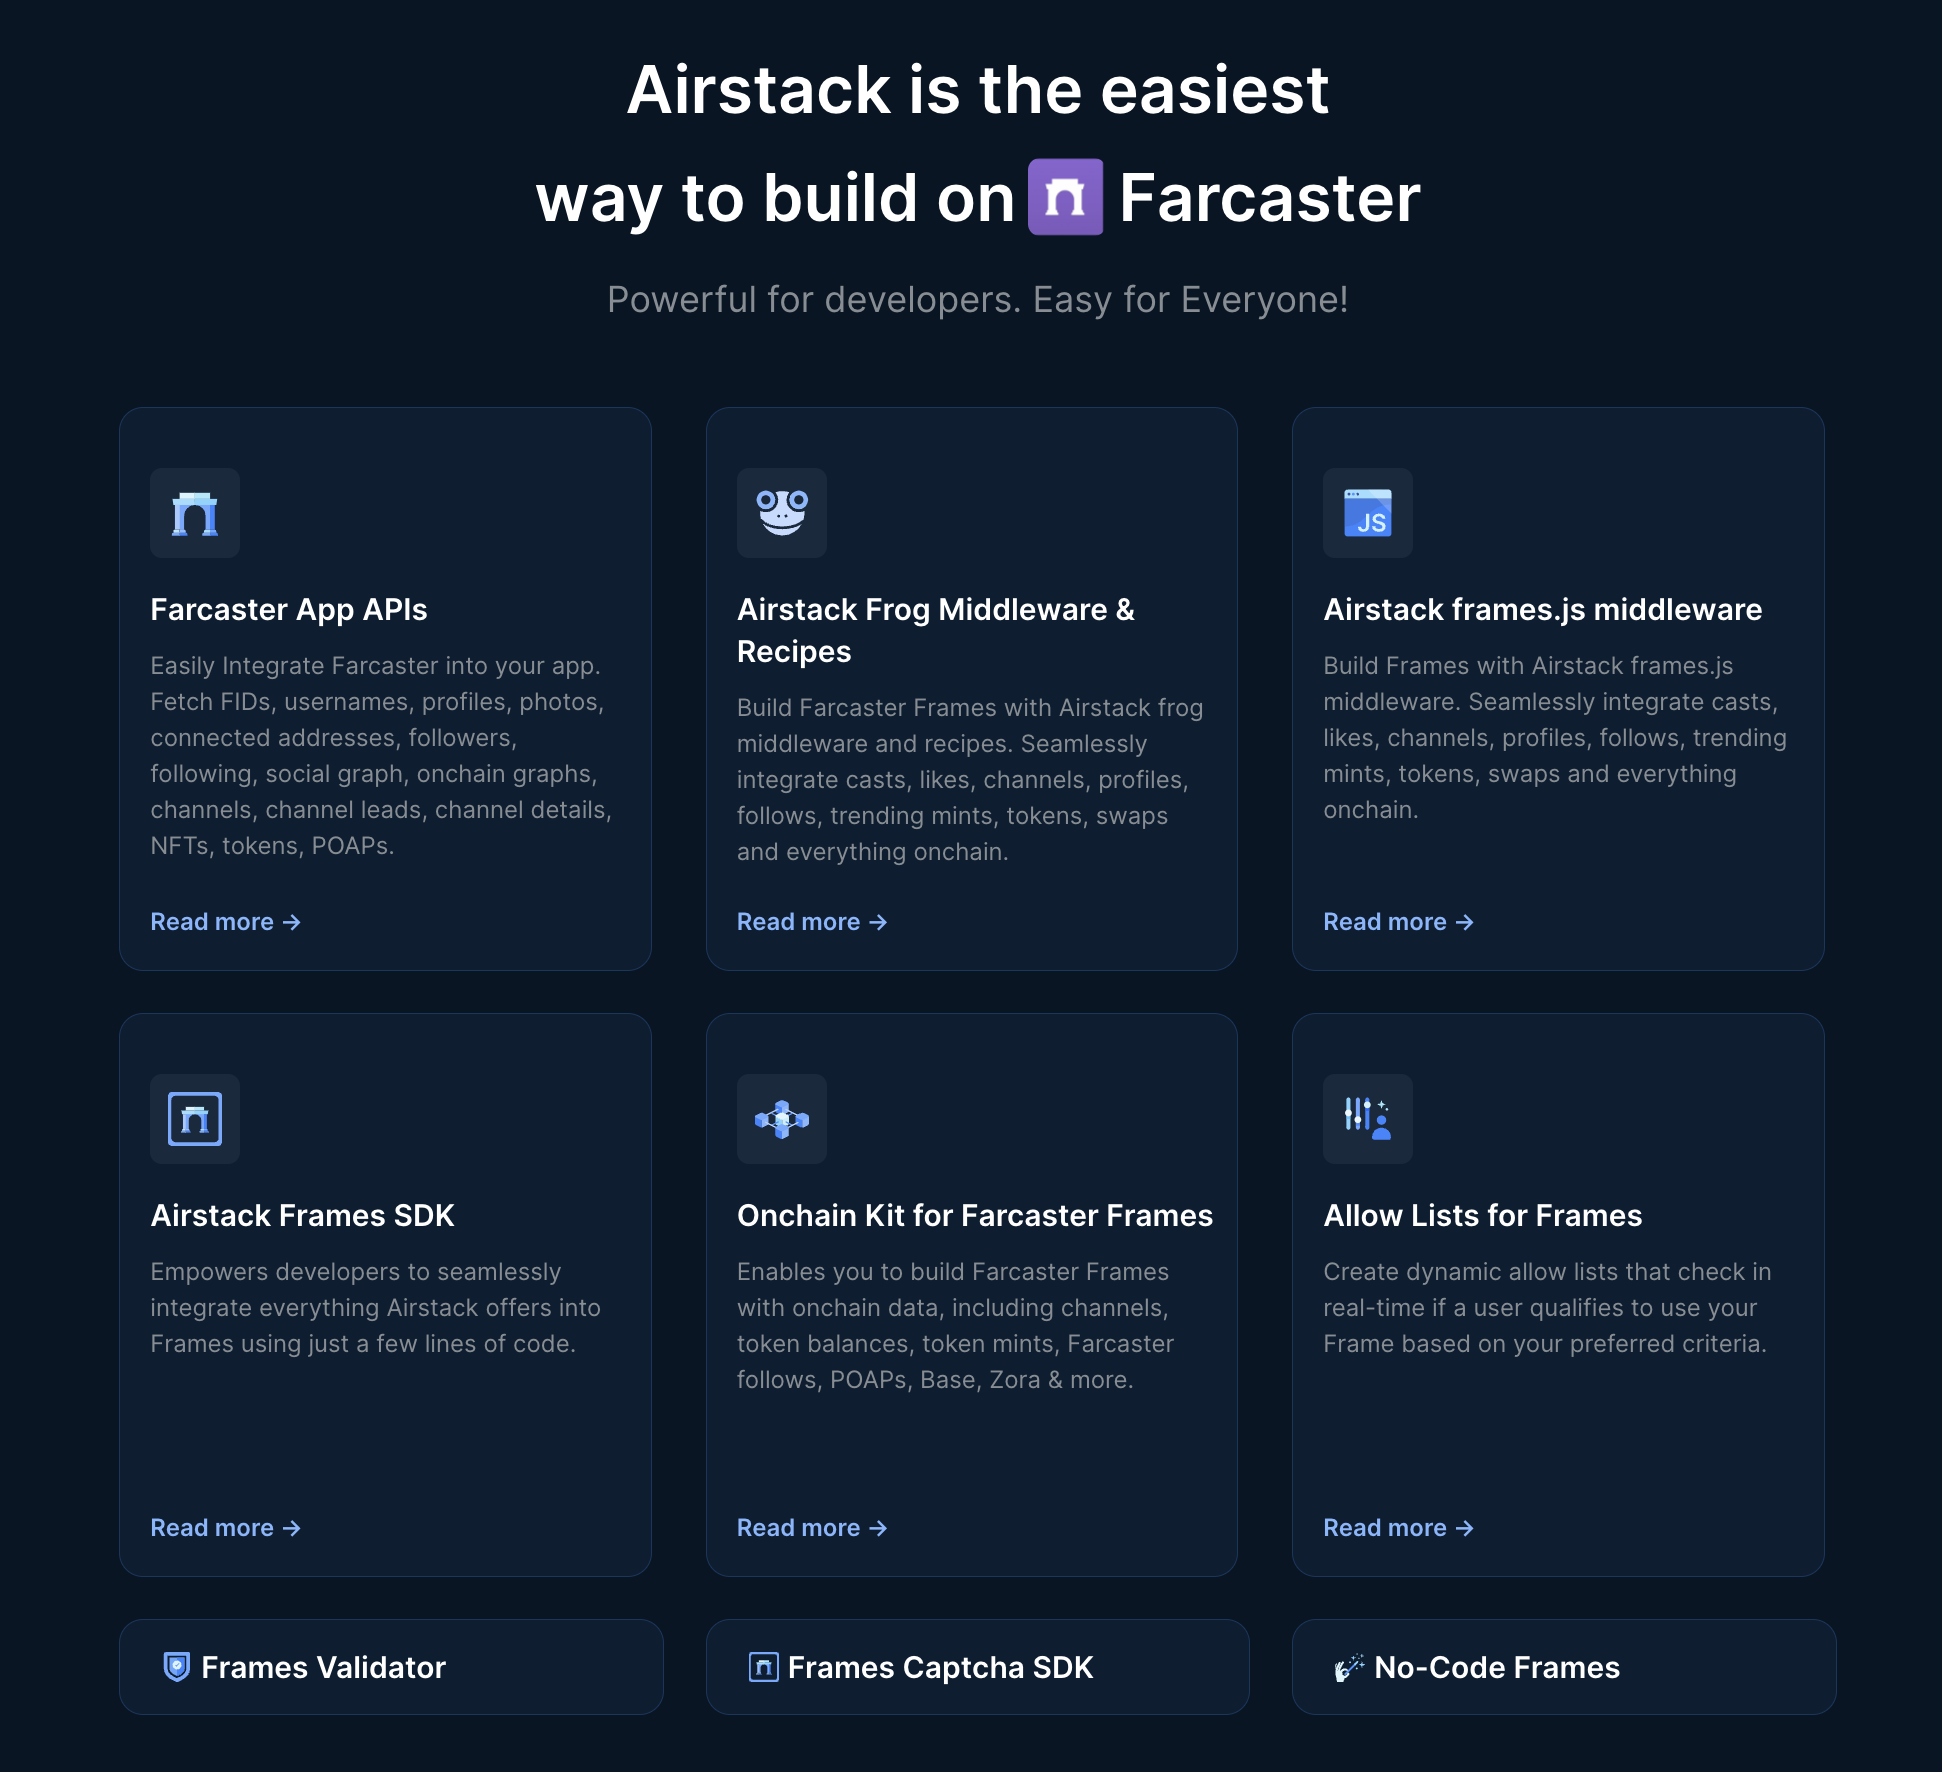 Airstack is the easiest
way to build on Farcaster
Powerful for developers. Easy for Everyone!
Farcaster App APIs
Easily Integrate Farcaster into your app.
Fetch FIDs, usernames, profiles, photos,
connected addresses, followers,
following, social graph, onchain graphs,
channels, channel leads, channel details,
NFTs, tokens, POAPs.
Read more →
Airstack Frog Middleware &
Recipes
Build Farcaster Frames with Airstack frog
middleware and recipes. Seamlessly
integrate casts, likes, channels, profiles,
follows, trending mints, tokens, swaps
and everything onchain.
Read more →
JS
Airstack frames.js middleware
Build Frames with Airstack frames.js
middleware. Seamlessly integrate casts,
likes, channels, profiles, follows, trending
mints, tokens, swaps and everything
onchain.
Read more →
Airstack Frames SDK
Empowers developers to seamlessly
integrate everything Airstack offers into
Frames using just a few lines of code.
Read more →
Onchain Kit for Farcaster Frames
Enables you to build Farcaster Frames
with onchain data, including channels,
token balances, token mints, Farcaster
follows, POAPs, Base, Zora & more.
Read more →
Allow Lists for Frames
Create dynamic allow lists that check in
real-time if a user qualifies to use your
Frame based on your preferred criteria.
Read more →
Frames Validator
Frames Captcha SDK
No-Code Frames